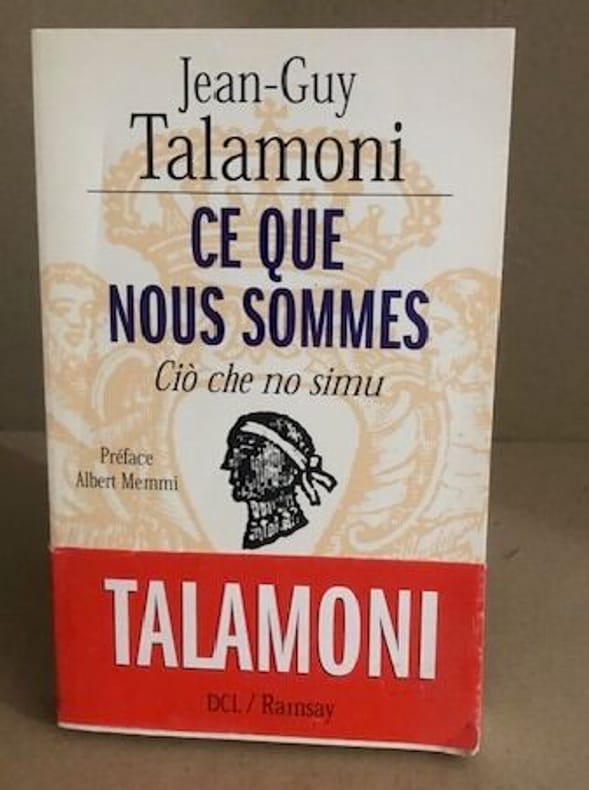 Jean-Guy
Talamoni
CE QUE
NOUS SOMMES
Ciò che no simu
Préface
Albert Memmi
TALAMONI
DCL / Ramsay